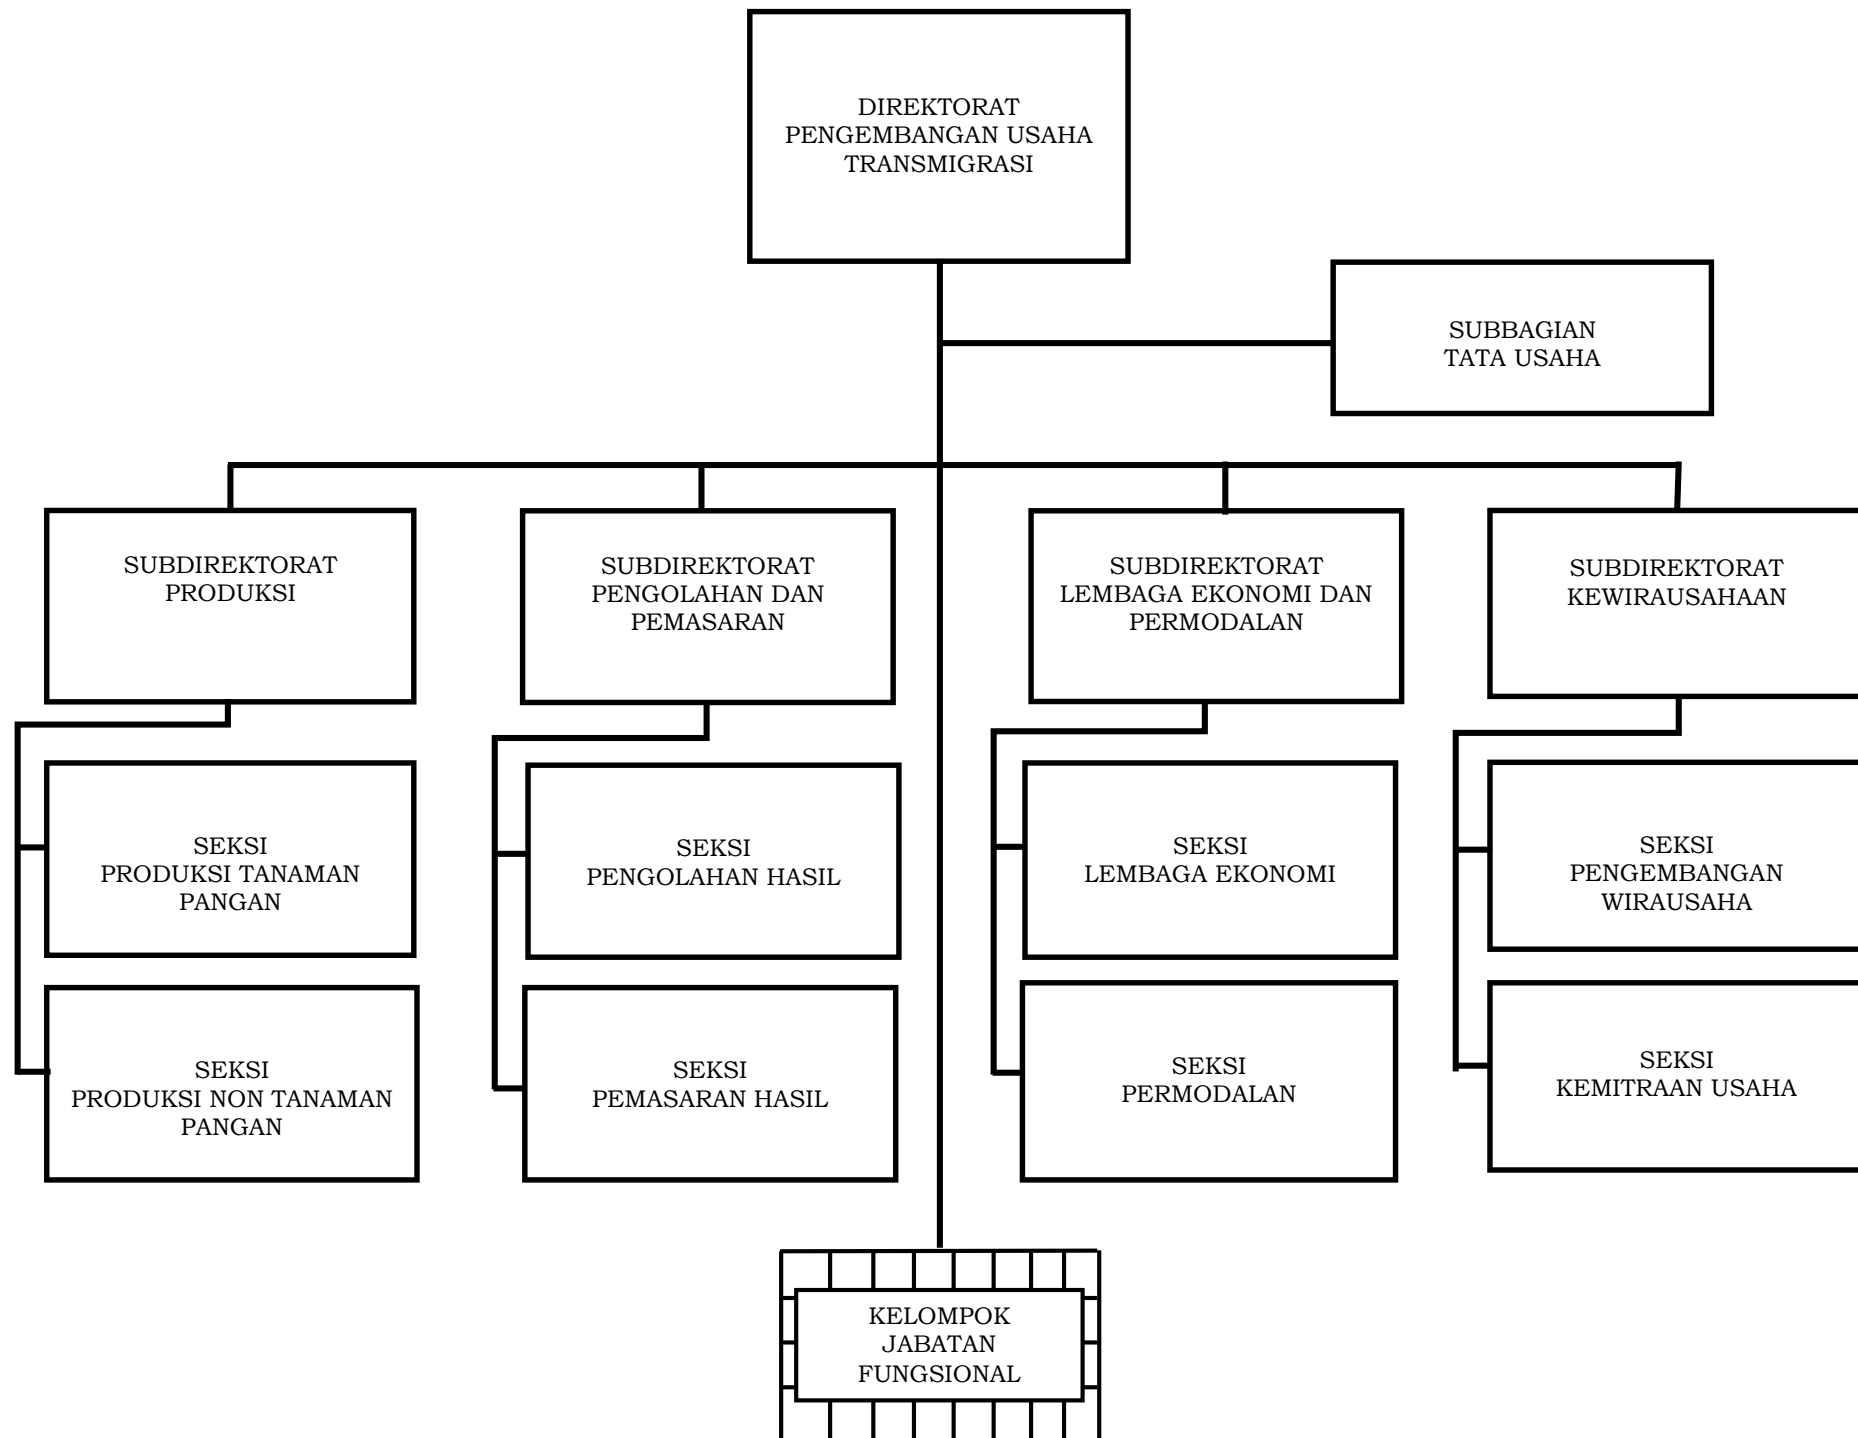 DIREKTORAT
PENGEMBANGAN USAHA
TRANSMIGRASI
SUBBAGIAN
TATA USAHA
SUBDIREKTORAT
PRODUKSI
SUBDIREKTORAT
PENGOLAHAN DAN
PEMASARAN
SUBDIREKTORAT
LEMBAGA EKONOMI DAN
PERMODALAN
SUBDIREKTORAT
KEWIRAUSAHAAN
SEKSI
PRODUKSI TANAMAN
PANGAN
SEKSI
PENGOLAHAN HASIL
SEKSI
LEMBAGA EKONOMI
SEKSI
PENGEMBANGAN
WIRAUSAHA
SEKSI
PRODUKSI NON TANAMAN
PANGAN
SEKSI
PEMASARAN HASIL
SEKSI
PERMODALAN
SEKSI
KEMITRAAN USAHA
KELOMPOK
JABATAN
FUNGSIONAL